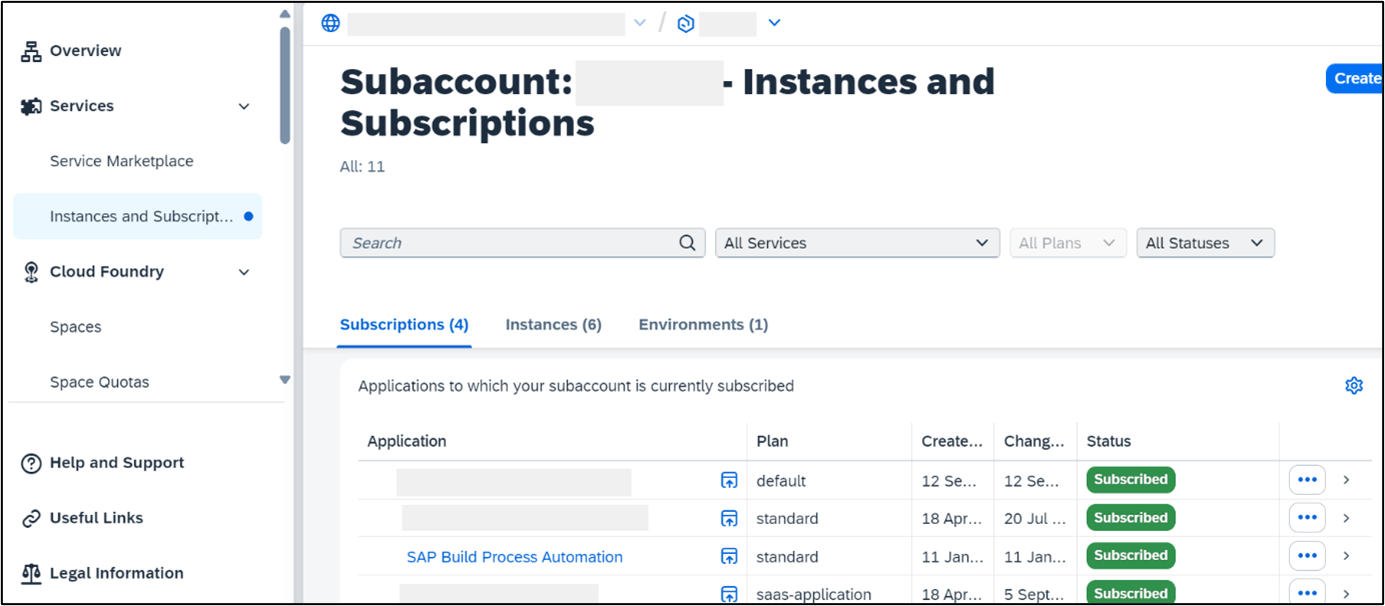 Overview
Services
Service Marketplace
Instances and Subscript...
Cloud Foundry
Spaces
Space Quotas
Help and Support
Useful Links
Legal Information
/
Subaccount: - Instances and
Subscriptions
Create
All: 11
Search
All Services
All Plans
All Statuses
Subscriptions (4)
Instances (6)
Environments (1)
Applications to which your subaccount is currently subscribed
Application Plan Create... Chang... Status
default 12 Se... 12 Se... Subscribed
standard 18 Apr... 20 Jul ... Subscribed
SAP Build Process Automation standard 11 Jan... 11 Jan... Subscribed
saas-application 18 Apr... 5 Sept... Subscribed